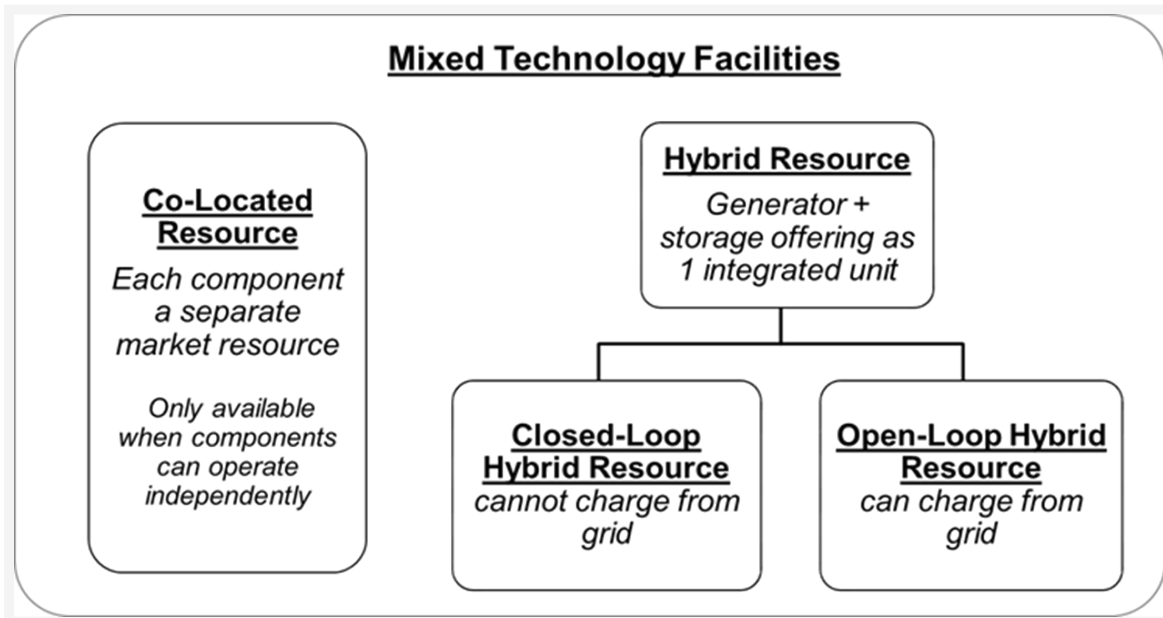 Mixed Technology Facilities
Co-Located
Resource
Each component
a separate
market resource
Only available
when components
can operate
independently
Hybrid Resource
Generator +
storage offering as
1 integrated unit
Closed-Loop
Hybrid Resource
cannot charge from
grid
Open-Loop Hybrid
Resource
can charge from
grid